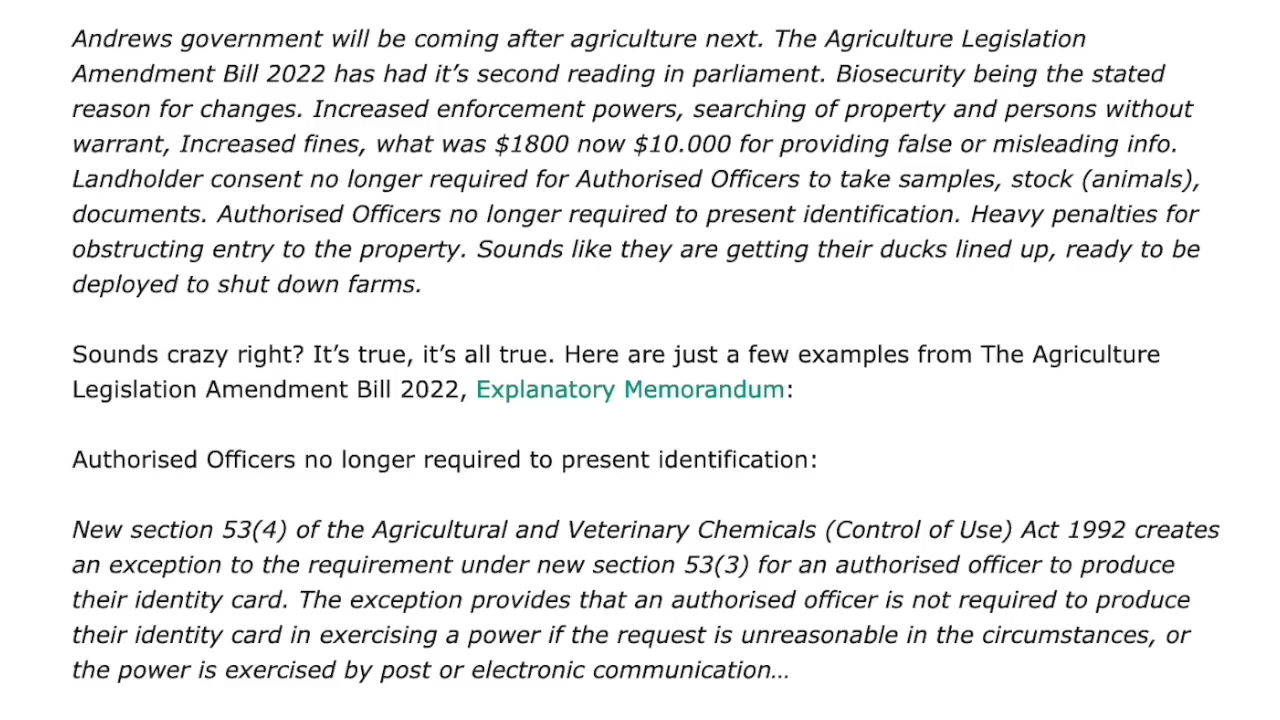 Andrews government will be coming after agriculture next. The Agriculture Legislation
Amendment Bill 2022 has had it’s second reading in parliament. Biosecurity being the stated
reason for changes. Increased enforcement powers, searching of property and persons without
warrant, Increased fines, what was $1800 now $10.000 for providing false or misleading info.
Landholder consent no longer required for Authorised Officers to take samples, stock (animals),
documents. Authorised Officers no longer required to present identification. Heavy penalties for
obstructing entry to the property. Sounds like they are getting their ducks lined up, ready to be
deployed to shut down farms.
Sounds crazy right? It’s true, it’s all true. Here are just a few examples from The Agriculture
Legislation Amendment Bill 2022, Explanatory Memorandum:
Authorised Officers no longer required to present identification:
New section 53(4) of the Agricultural and Veterinary Chemicals (Control of Use) Act 1992 creates
an exception to the requirement under new section 53(3) for an authorised officer to produce
their identity card. The exception provides that an authorised officer is not required to produce
their identity card in exercising a power if the request is unreasonable in the circumstances, or
the power is exercised by post or electronic communication…